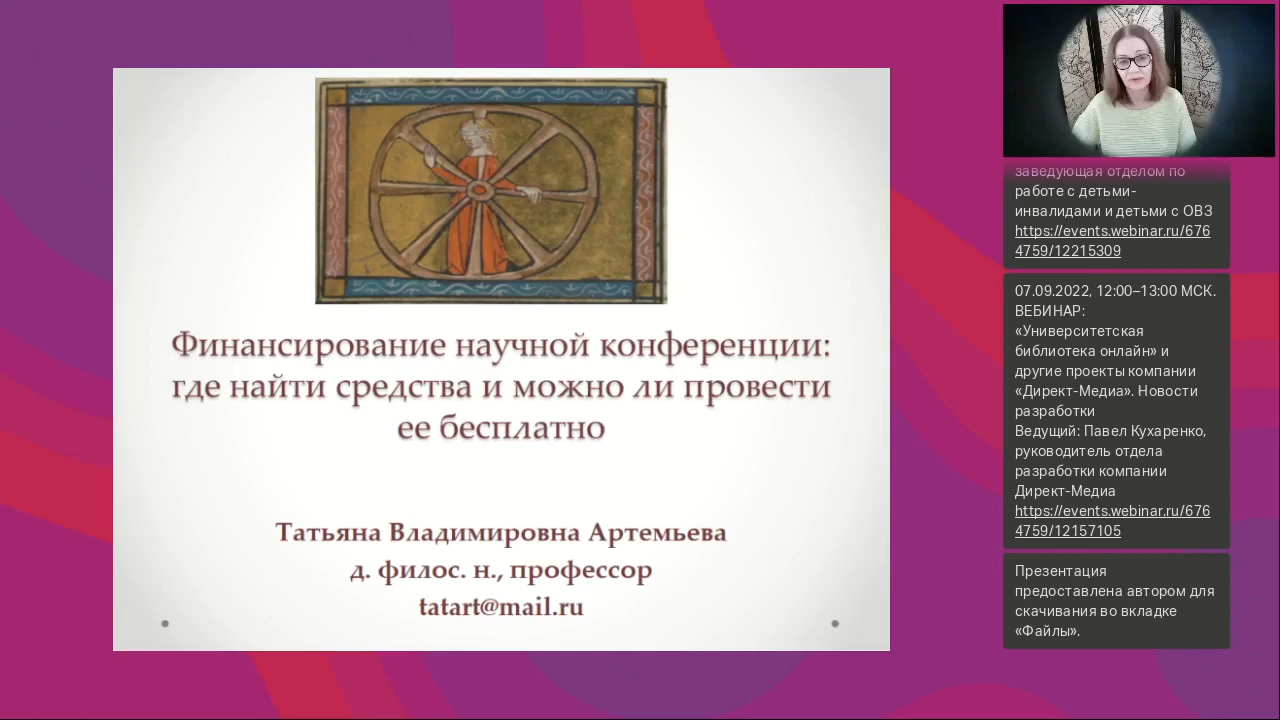 Финансирование научной конференции:
где найти средства и можно ли провести
ее бесплатно
Татьяна Владимировна Артемьева
д. филос. н., профессор
tatart@mail.ru
заведующая отделом по
работе с детьми-
инвалидами и детьми с ОВЗ
https://events.webinar.ru/676
4759/12215309
07.09.2022, 12:00–13:00 МСК.
ВЕБИНАР:
«Университетская
библиотека онлайн» и
другие проекты компании
«Директ-Медиа». Новости
разработки
Ведущий: Павел Кухаренко,
руководитель отдела
разработки компании
Директ-Медиа
https://events.webinar.ru/676
4759/12157105
Презентация
предоставлена автором для
скачивания во вкладке
«Файлы».